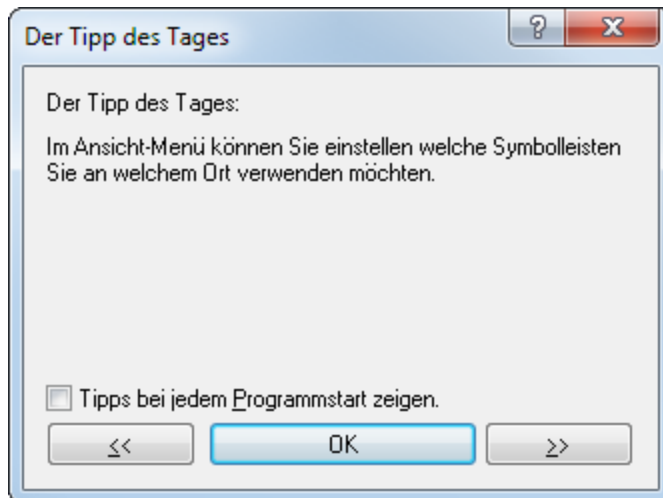 Der Tipp des Tages
?
X
Der Tipp des Tages:
Im Ansicht-Menü können Sie einstellen welche Symbolleisten
Sie an welchem Ort verwenden möchten.
Tipps bei jedem Programmstart zeigen.
<<
OK
>>